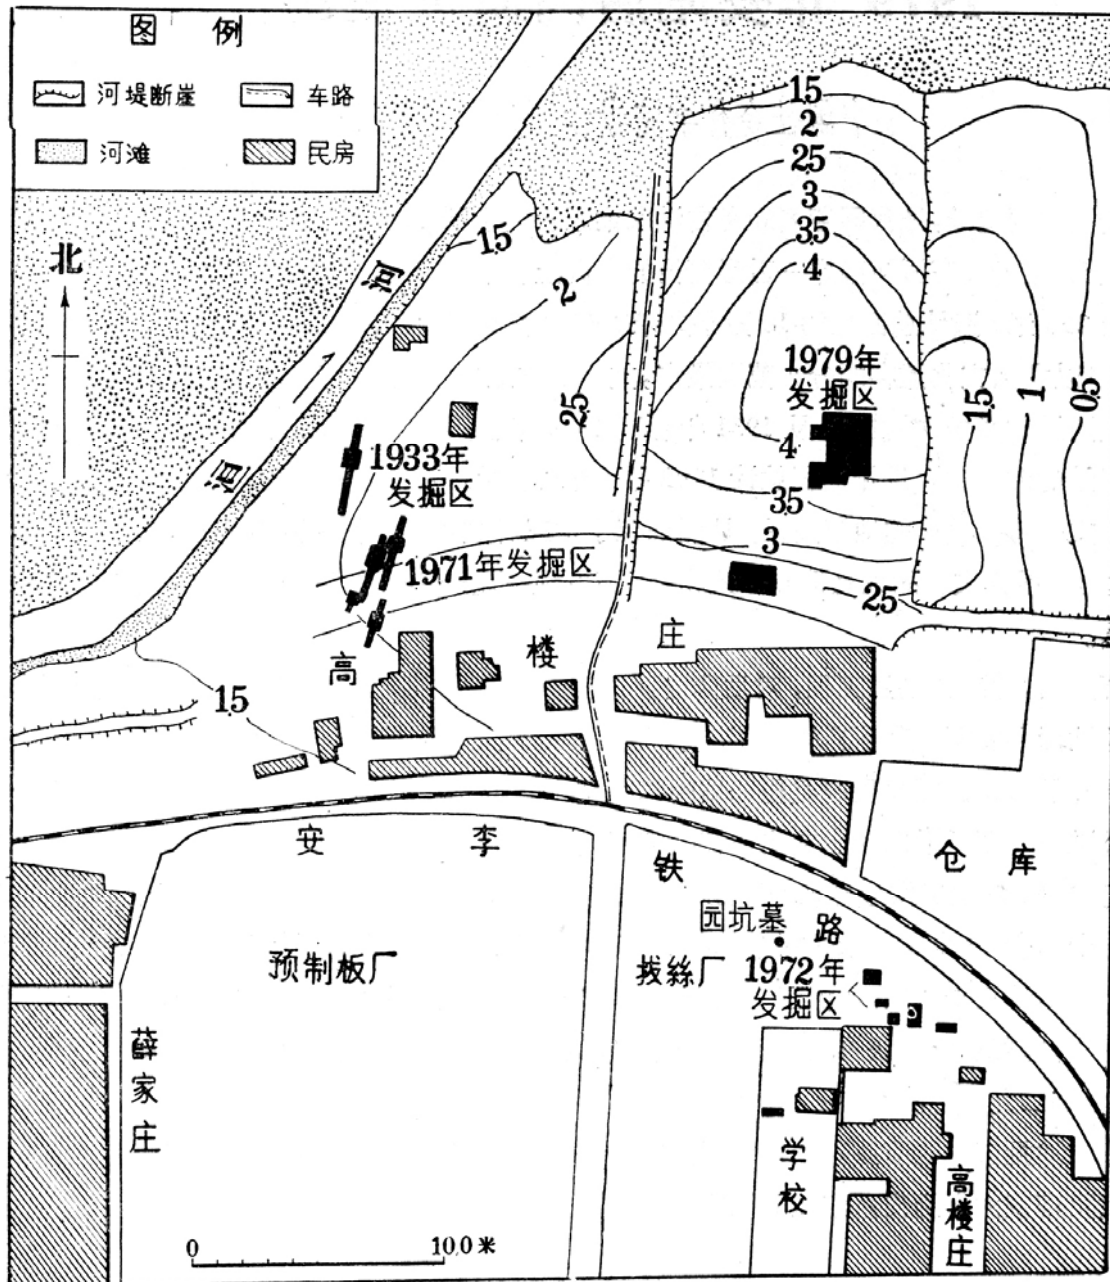 图 例
河堤断崖
车路
河滩
民房
北
洹
河
15
2
25
3
35
4
15
2
25
1979年
发掘区
4
35
3
25
15
1
05
1933年
发掘区
1971年发掘区
高 楼 庄
15
安 李 铁 路
仓 库
园坑墓
预制板厂
拔絲厂
1972年
发掘区
薛家庄
学校
高楼庄
0
100米